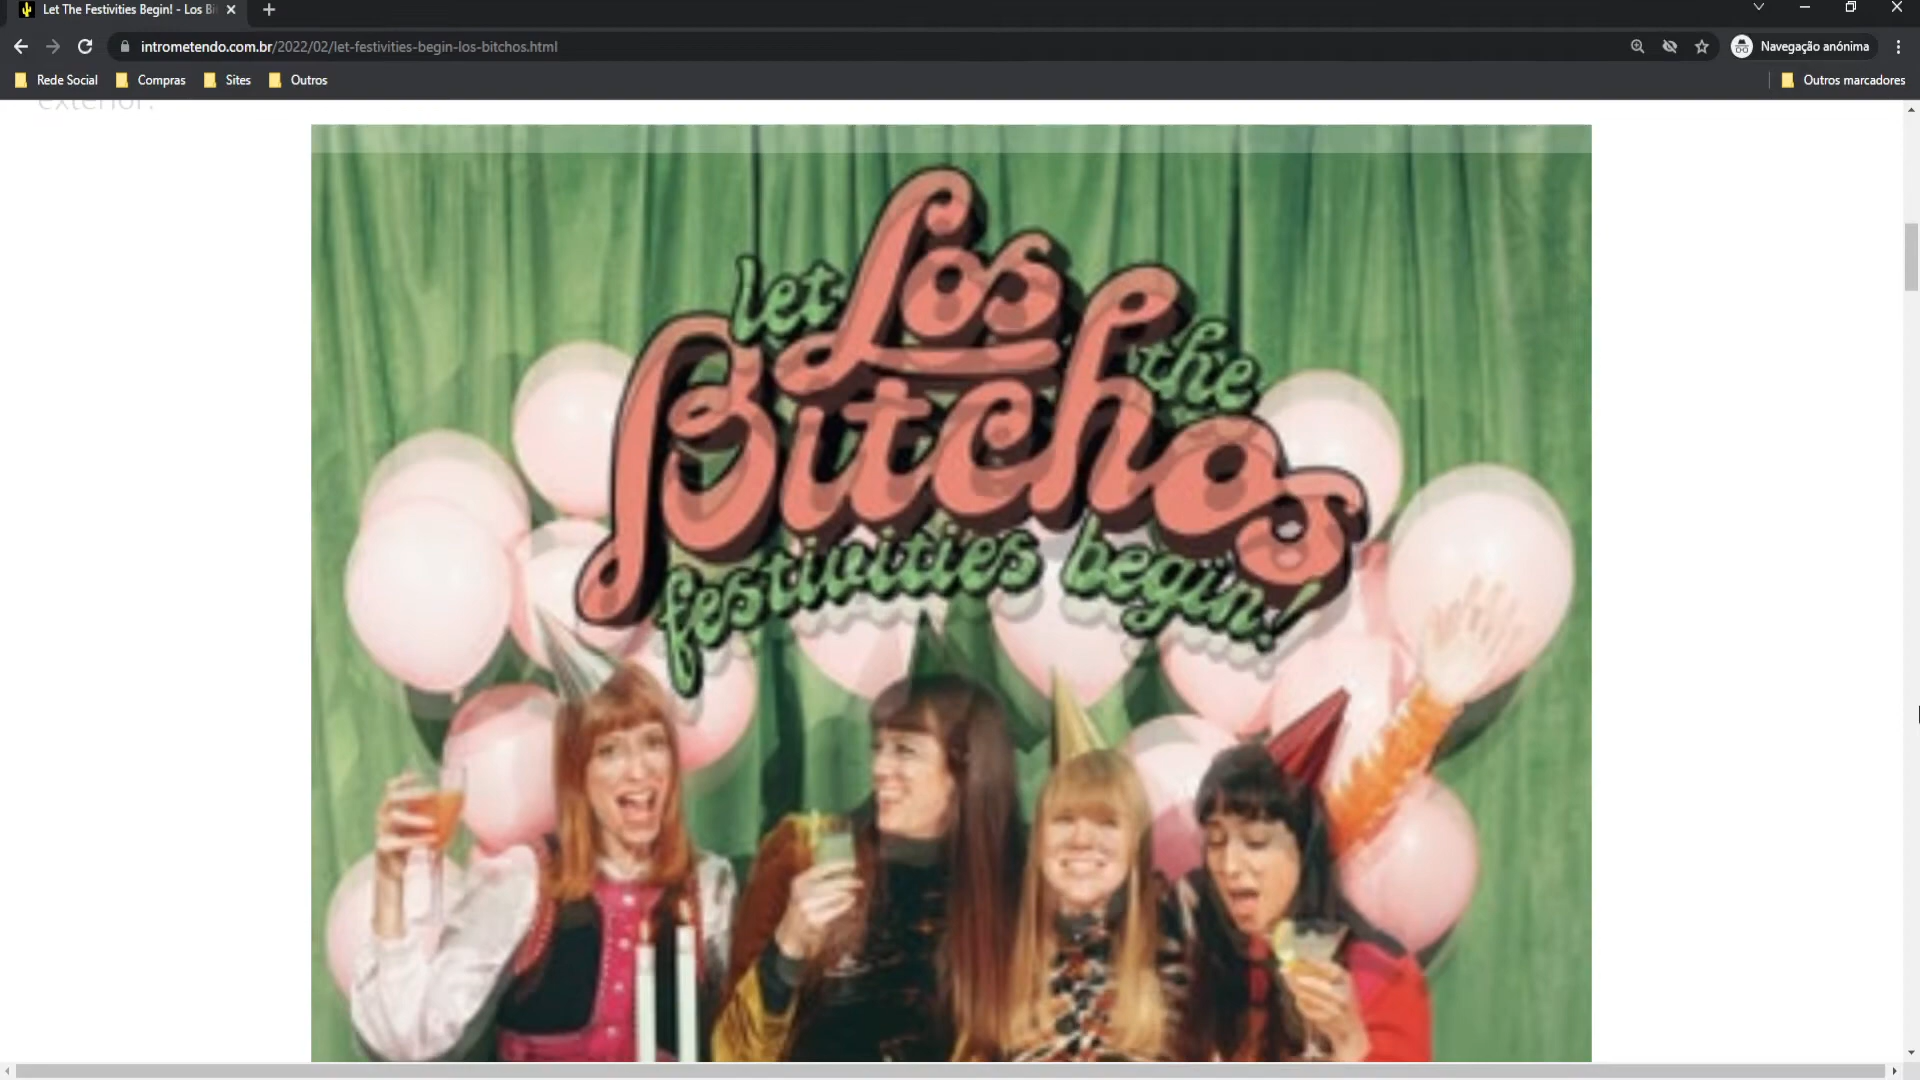 Let The Festivities Begin! - Los Bi
intrometendo.com.br/2022/02/let-festivities-begin-los-bitchos.html
Navegação anónima
Rede Social
Compras
Sites
Outros
Outros marcadores
exterior.
let Los the
Bitchos
festivities begin!